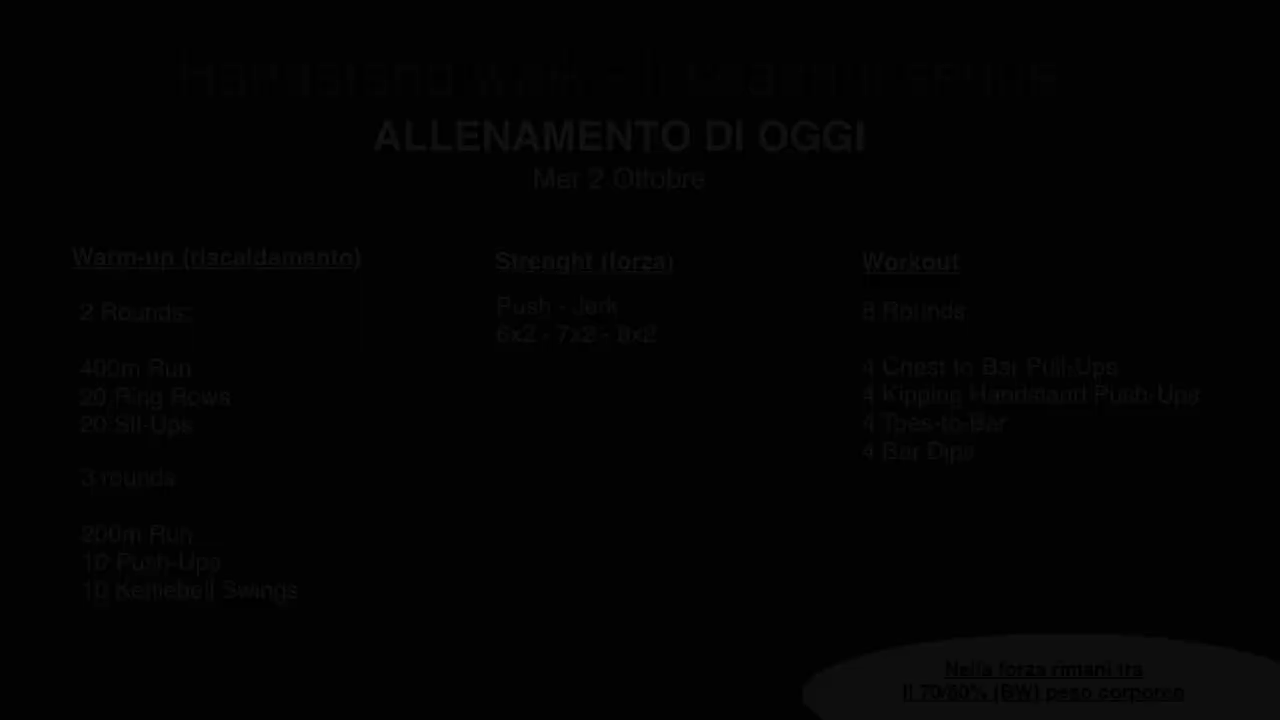 Handstand walk
ALLENAMENTO DI OGGI
Mer 2 Ottobre
Warm-up (riscaldamento)
2 Rounds:
400m Run
20 Ring Rows
20 Sit-Ups
3 rounds
200m Run
10 Push-Ups
10 Kettlebell Swings
Strenght (forza)
Push - Jerk
6x2 - 7x2 - 8x2
Workout
Rounds
4 Chest to Bar Pull-Ups
4 Kipping Handstand Push-Ups
4 Toes-to-Bar
4 Bar Dips
Nella forza rimani tra
il 70/80% (BW) peso corporeo